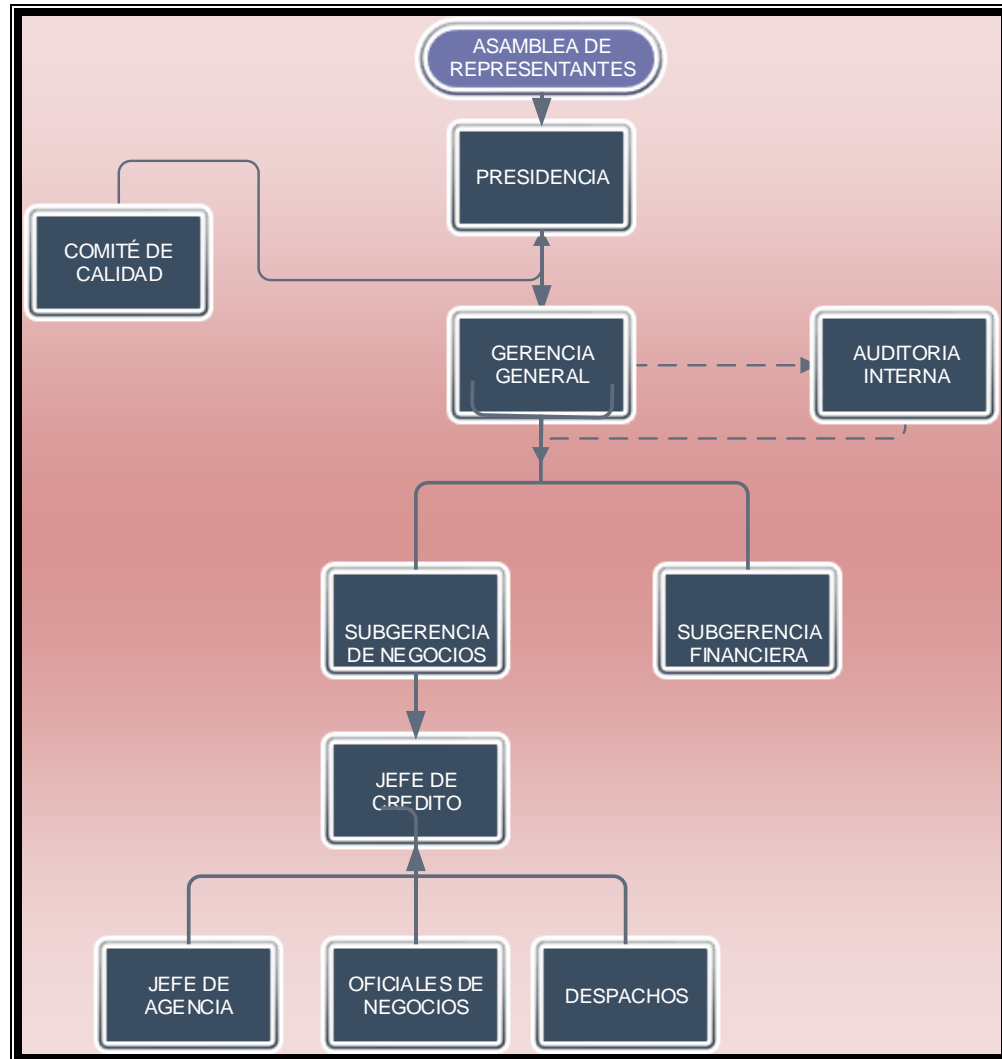 ASAMBLEA DE
REPRESENTANTES
PRESIDENCIA
COMITÉ DE
CALIDAD
GERENCIA
GENERAL
AUDITORIA
INTERNA
SUBGERENCIA
DE NEGOCIOS
SUBGERENCIA
FINANCIERA
JEFE DE
CREDITO
JEFE DE
AGENCIA
OFICIALES DE
NEGOCIOS
DESPACHOS